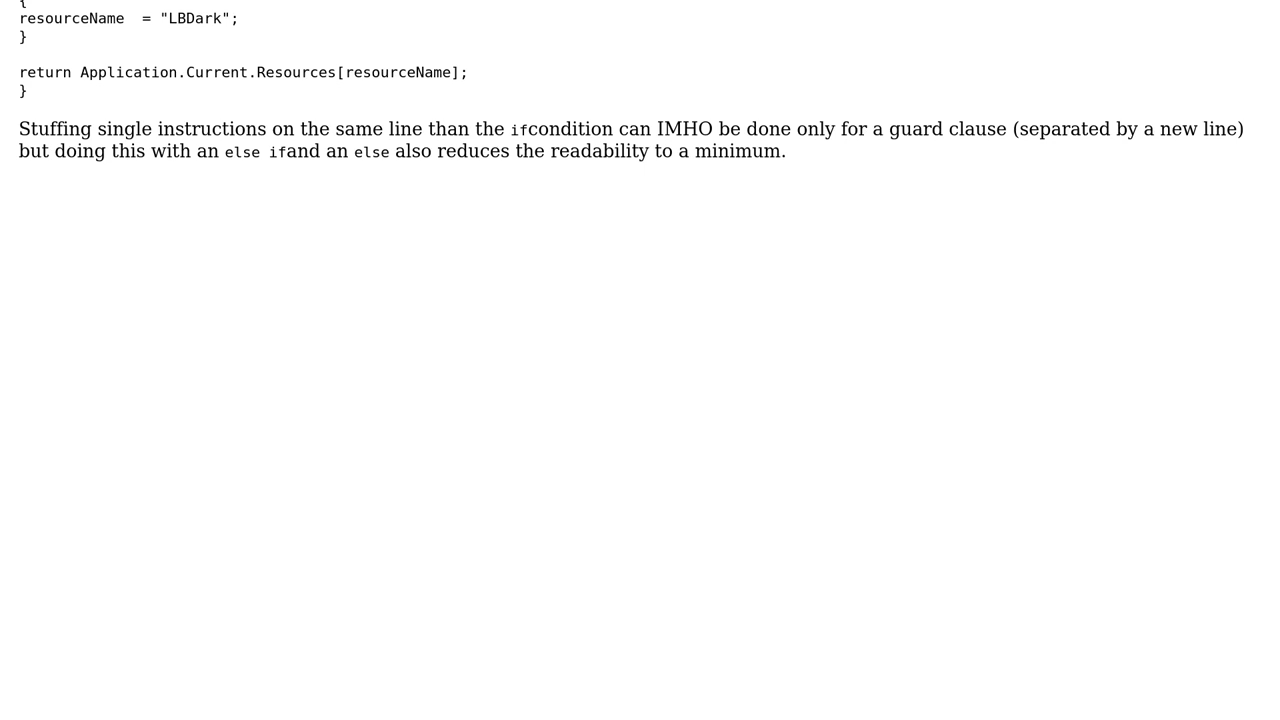 {
resourceName  = "LBDark";
}
return Application.Current.Resources[resourceName];
}
Stuffing single instructions on the same line than the ifcondition can IMHO be done only for a guard clause (separated by a new line)
but doing this with an else ifand an else also reduces the readability to a minimum.